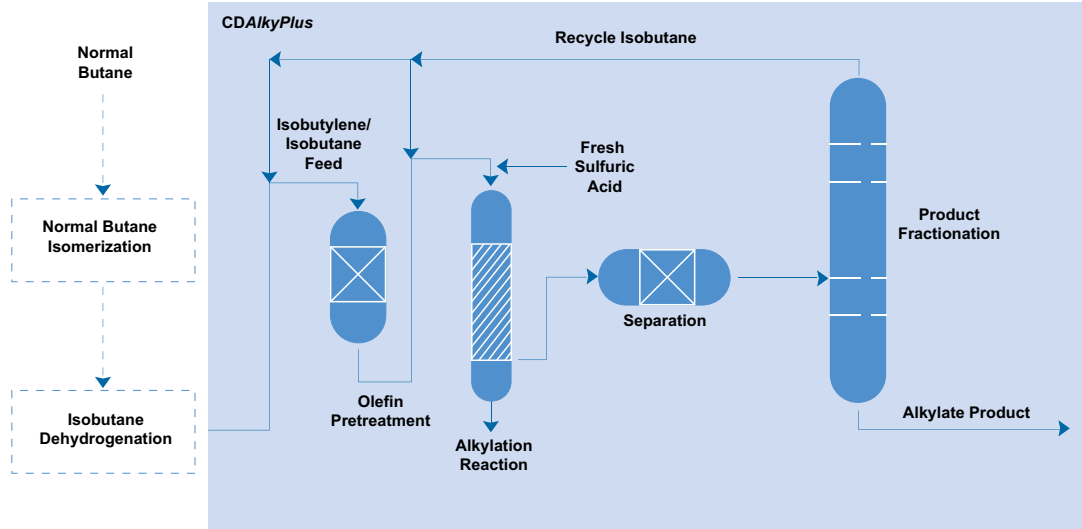 CDAlkyPlus
Recycle Isobutane
Normal
Butane
Isobutylene/
Isobutane
Feed
Fresh
Sulfuric
Acid
Normal Butane
Isomerization
Product
Fractionation
Separation
Olefin
Pretreatment
Isobutane
Dehydrogenation
Alkylation
Reaction
Alkylate Product